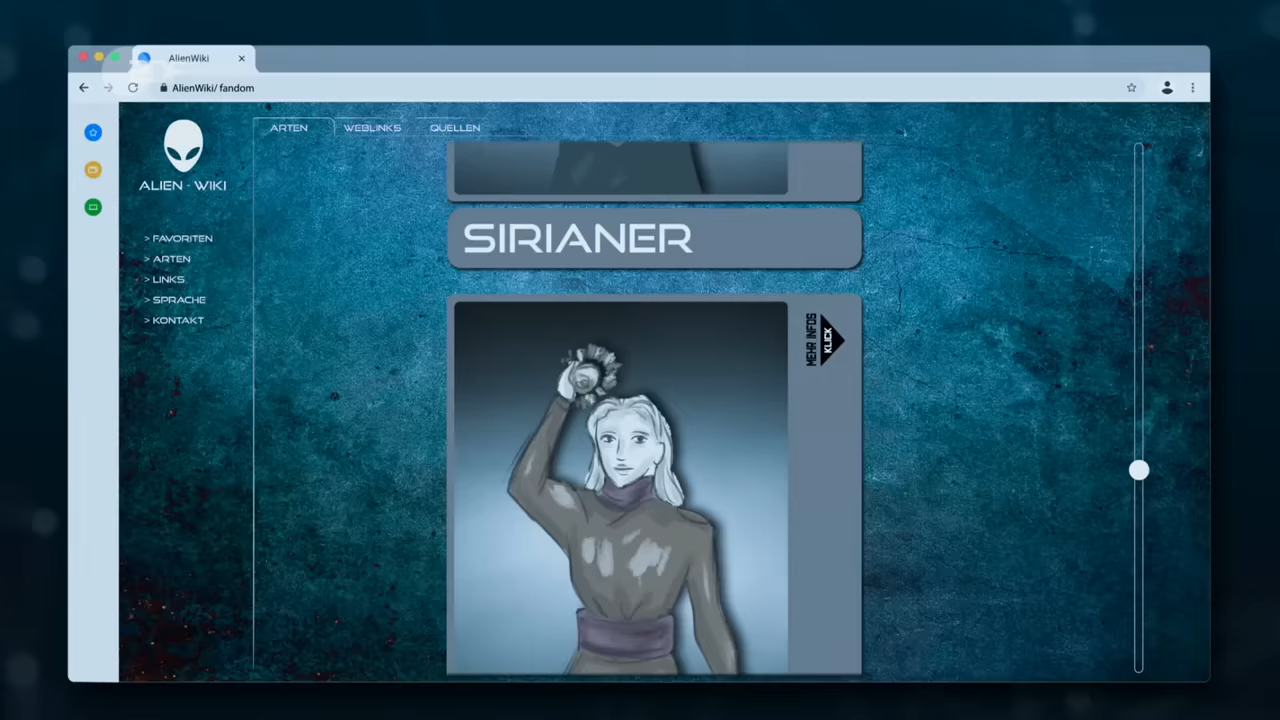 AlienWiki
AlienWiki/ fandom
ARTEN
WEBLINKS
QUELLEN
ALIEN - WIKI
> FAVORITEN
> ARTEN
> LINKS
> SPRACHE
> KONTAKT
SIRIANER
MEHR INFOS
KLICK